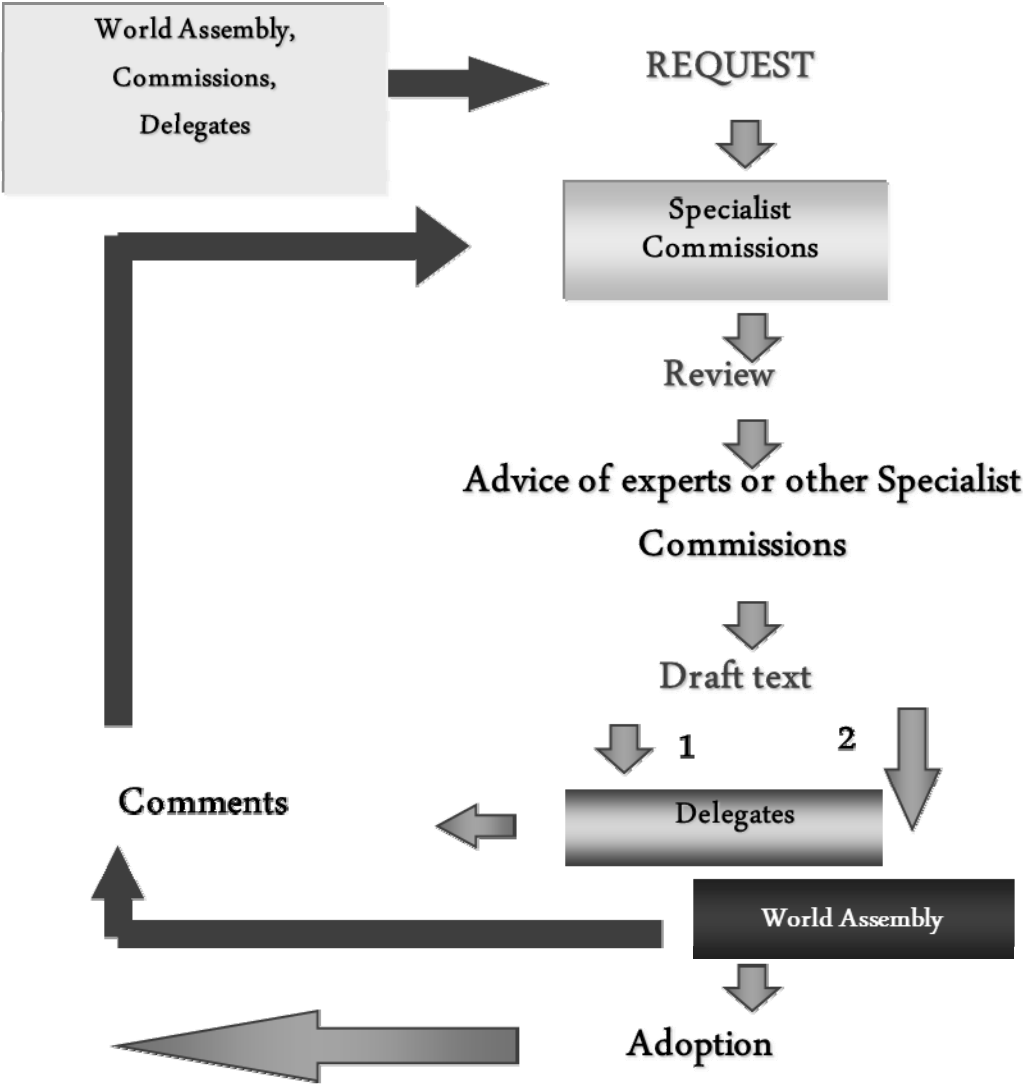 World Assembly,
Commissions,
Delegates
REQUEST
Specialist
Commissions
Review
Advice of experts or other Specialist
Commissions
Draft text
1
2
Delegates
Comments
World Assembly
Adoption